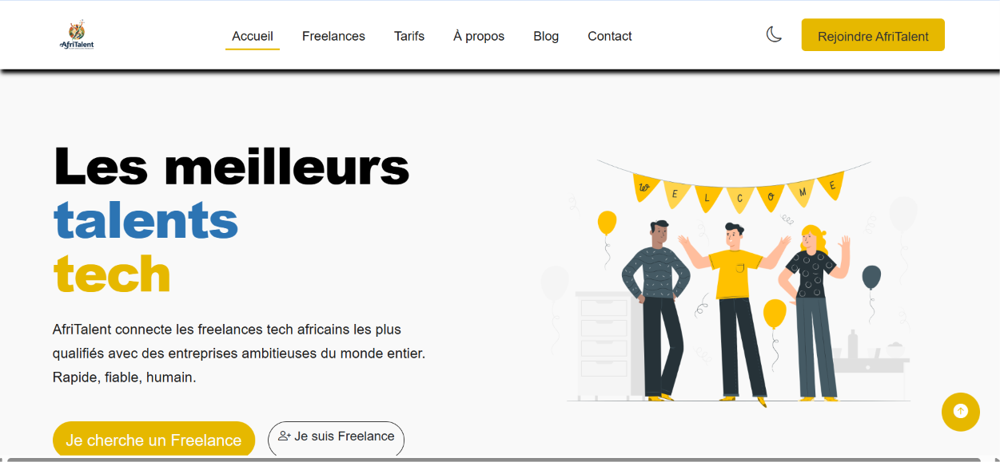 AfriTalent
Accueil
Freelances
Tarifs
À propos
Blog
Contact
Rejoindre AfriTalent
Les meilleurs
talents
tech
AfriTalent connecte les freelances tech africains les plus
qualifiés avec des entreprises ambitieuses du monde entier.
Rapide, fiable, humain.
Je cherche un Freelance
Je suis Freelance
WELCOME